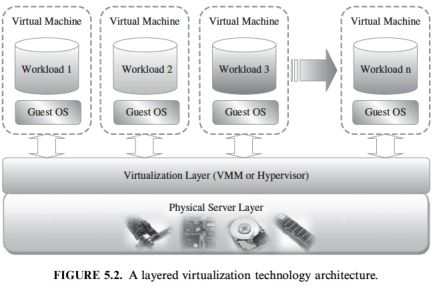 Virtual Machine
Virtual Machine
Virtual Machine
Virtual Machine
Workload 1
Workload 2
Workload 3
Workload n
Guest OS
Guest OS
Guest OS
Guest OS
Virtualization Layer (VMM or Hypervisor)
Physical Server Layer
FIGURE 5.2. A layered virtualization technology architecture.